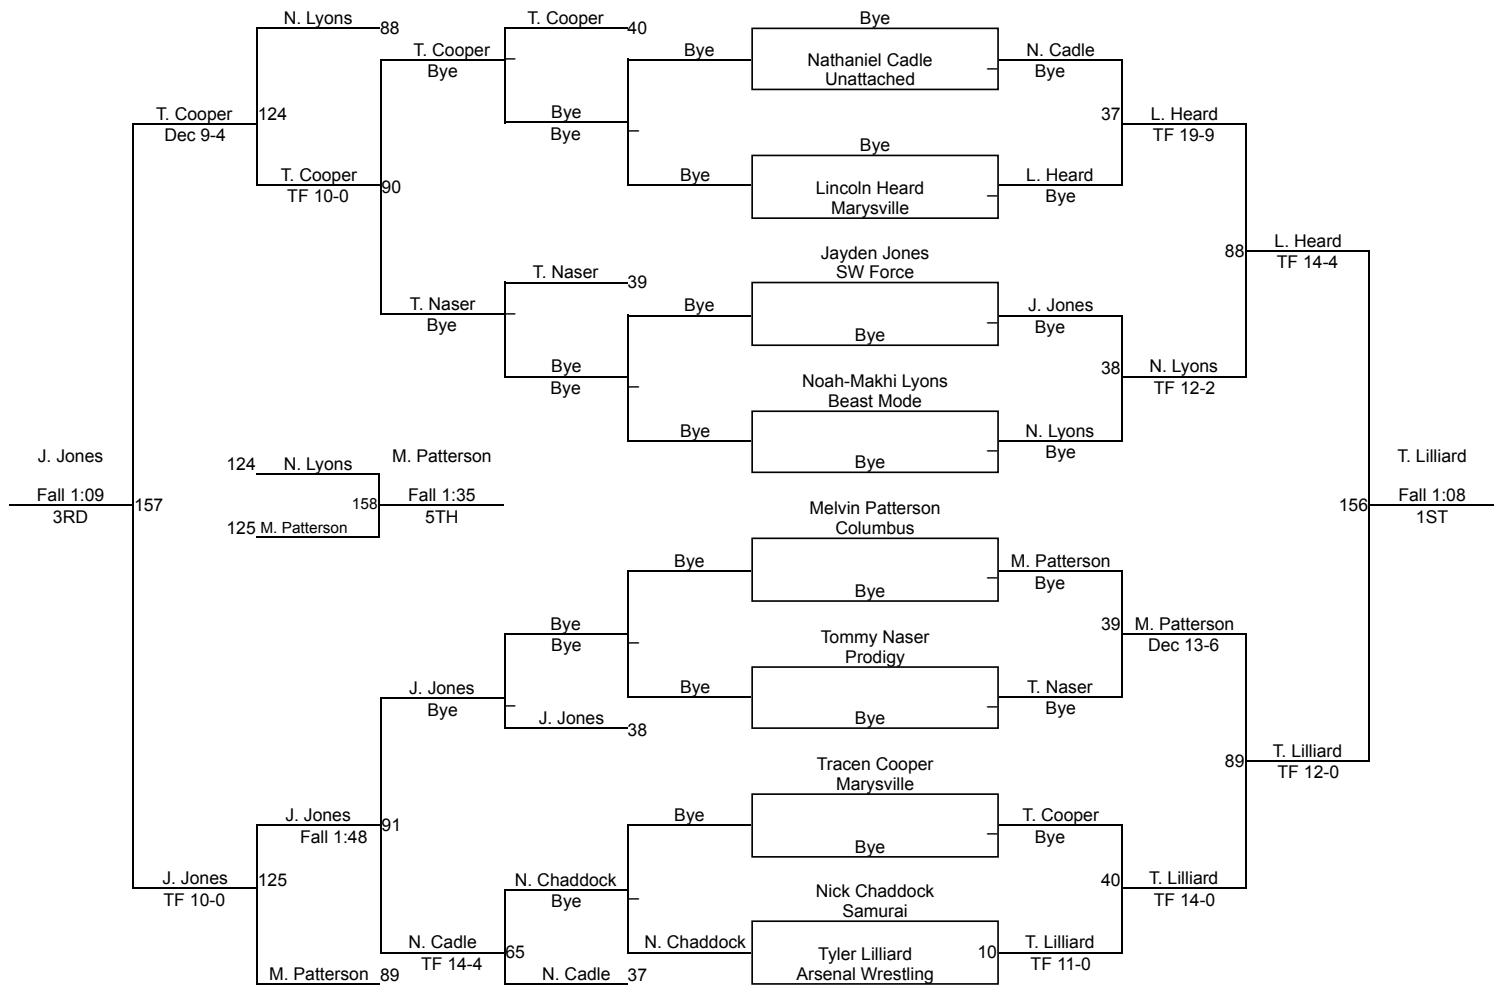 N. Lyons
88
T. Cooper
Dec 9-4
124
T. Cooper
TF 10-0
90
T. Cooper
Bye
T. Cooper
40
Bye
Bye
T. Naser
Bye
T. Naser
39
Bye
Bye
Bye
Bye
Bye
Bye
Bye
Nathaniel Cadle
Unattached
Bye
Lincoln Heard
Marysville
Jayden Jones
SW Force
Bye
Noah-Makhi Lyons
Beast Mode
Bye
N. Cadle
Bye
37
L. Heard
Bye
L. Heard
TF 19-9
J. Jones
Bye
38
N. Lyons
Bye
N. Lyons
TF 12-2
88
L. Heard
TF 14-4
J. Jones
Fall 1:09
3RD
157
124
N. Lyons
125
M. Patterson
158
M. Patterson
Fall 1:35
5TH
156
T. Lilliard
Fall 1:08
1ST
Bye
Bye
Bye
Bye
J. Jones
Bye
J. Jones
38
J. Jones
Fall 1:48
91
J. Jones
TF 10-0
125
M. Patterson
89
N. Cadle
TF 14-4
65
N. Chaddock
Bye
N. Cadle
37
Bye
N. Chaddock
Melvin Patterson
Columbus
Bye
Tommy Naser
Prodigy
Bye
Tracen Cooper
Marysville
Bye
Nick Chaddock
Samurai
Tyler Lilliard
Arsenal Wrestling
10
M. Patterson
Bye
39
T. Naser
Bye
M. Patterson
Dec 13-6
T. Cooper
Bye
40
T. Lilliard
TF 11-0
T. Lilliard
TF 14-0
89
T. Lilliard
TF 12-0